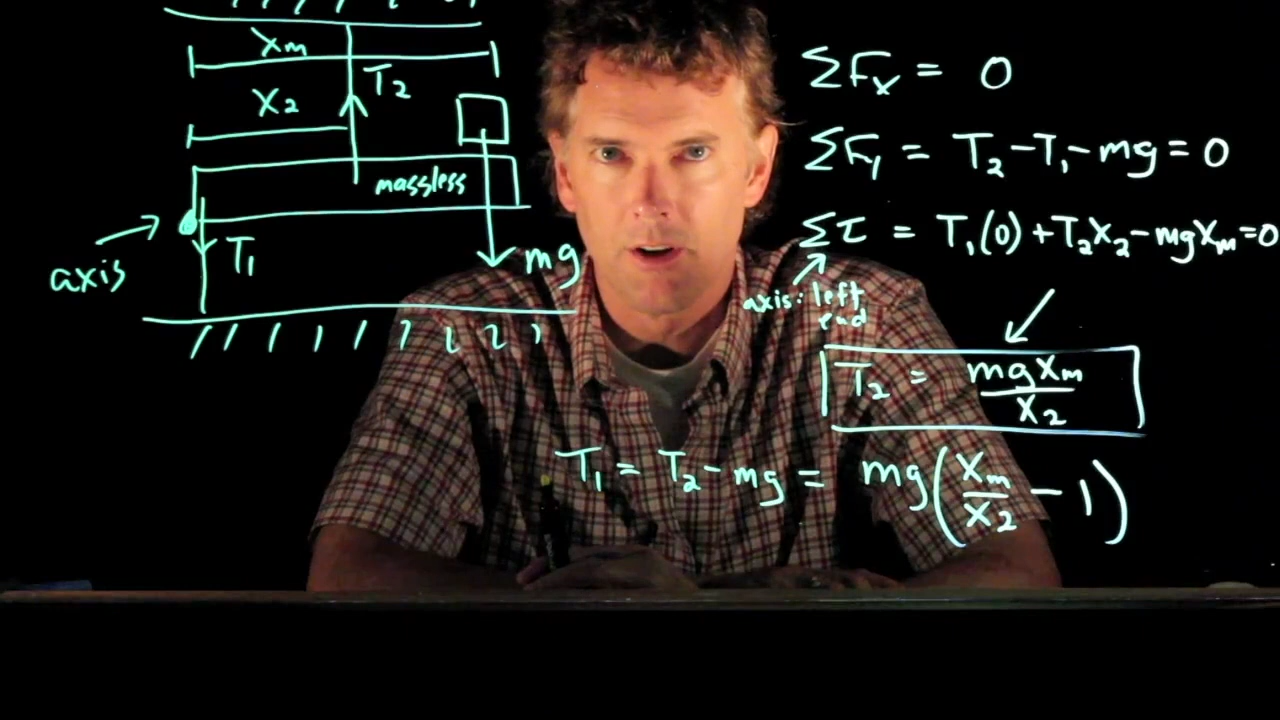 Xm
T₂
X₂
massless
axis
T₁
mg
ΣFx = 0
ΣFy = T₂ - T₁ - mg = 0
Στ = T₁(0) + T₂X₂ - mgXm = 0
axis: left
end
T₂ = mgXm / X₂
T₁ = T₂ - mg = mg(Xm / X₂ - 1)